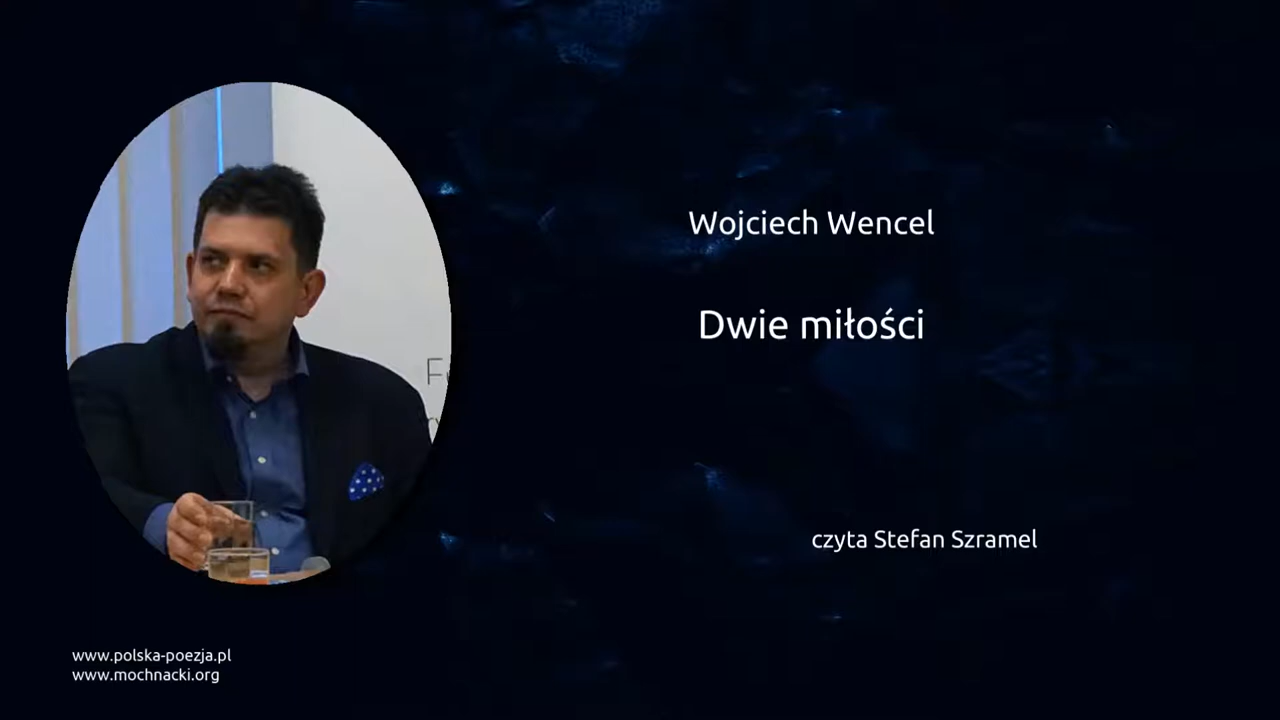 Wojciech Wencel
Dwie miłości
czyta Stefan Szramel
www.polska-poezja.pl
www.mochnacki.org